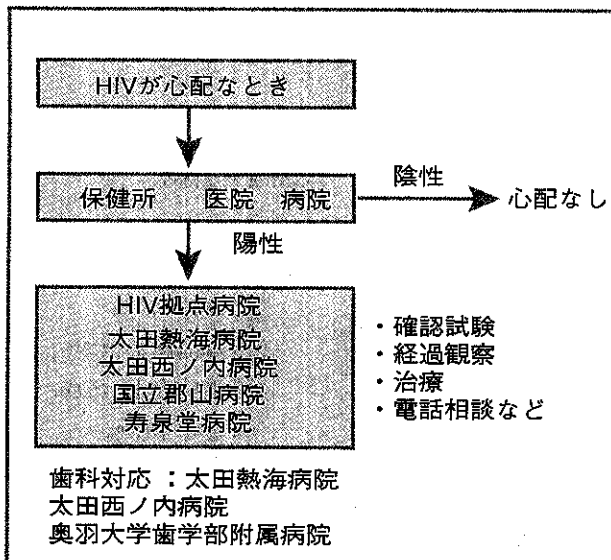 HIVが心配なとき
保健所 医院 病院
陰性
心配なし
陽性
HIV拠点病院
太田熱海病院
太田西ノ内病院
国立郡山病院
寿泉堂病院
・確認試験
・経過観察
・治療
・電話相談など
歯科対応 ：太田熱海病院
太田西ノ内病院
奥羽大学歯学部附属病院